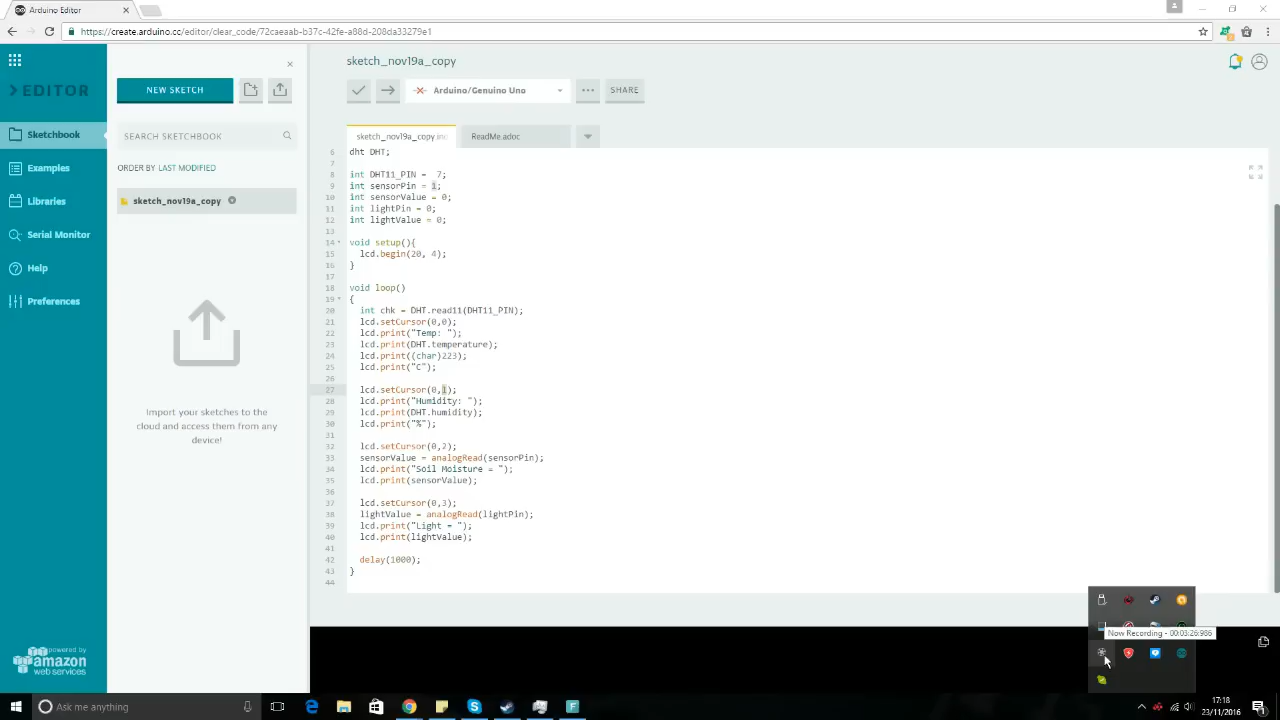 Arduino Editor
https://create.arduino.cc/editor/clear_code/72caeaab-b37c-42fe-a88d-208da33279e1
EDITOR
Sketchbook
Examples
Libraries
Serial Monitor
Help
Preferences
powered by
amazon
web services
NEW SKETCH
SEARCH SKETCHBOOK
ORDER BY LAST MODIFIED
sketch_nov19a_copy
Import your sketches to the
cloud and access them from any
device!
sketch_nov19a_copy
Arduino/Genuino Uno
SHARE
sketch_nov19a_copy.ino
ReadMe.adoc
6 dht DHT;
7
8 int DHT11_PIN = 7;
9 int sensorPin = 1;
10 int sensorValue = 0;
11 int lightPin = 0;
12 int lightValue = 0;
13
14 void setup(){
15 lcd.begin(20, 4);
16 }
17
18 void loop()
19 {
20 int chk = DHT.read11(DHT11_PIN);
21 lcd.setCursor(0,0);
22 lcd.print("Temp: ");
23 lcd.print(DHT.temperature);
24 lcd.print((char)223);
25 lcd.print("C");
26
27 lcd.setCursor(0,1);
28 lcd.print("Humidity: ");
29 lcd.print(DHT.humidity);
30 lcd.print("%");
31
32 lcd.setCursor(0,2);
33 sensorValue = analogRead(sensorPin);
34 lcd.print("Soil Moisture = ");
35 lcd.print(sensorValue);
36
37 lcd.setCursor(0,3);
38 lightValue = analogRead(lightPin);
39 lcd.print("Light = ");
40 lcd.print(lightValue);
41
42 delay(1000);
43 }
44
Now Recording - 00:03:26:986
Ask me anything
17:18
23/11/2016